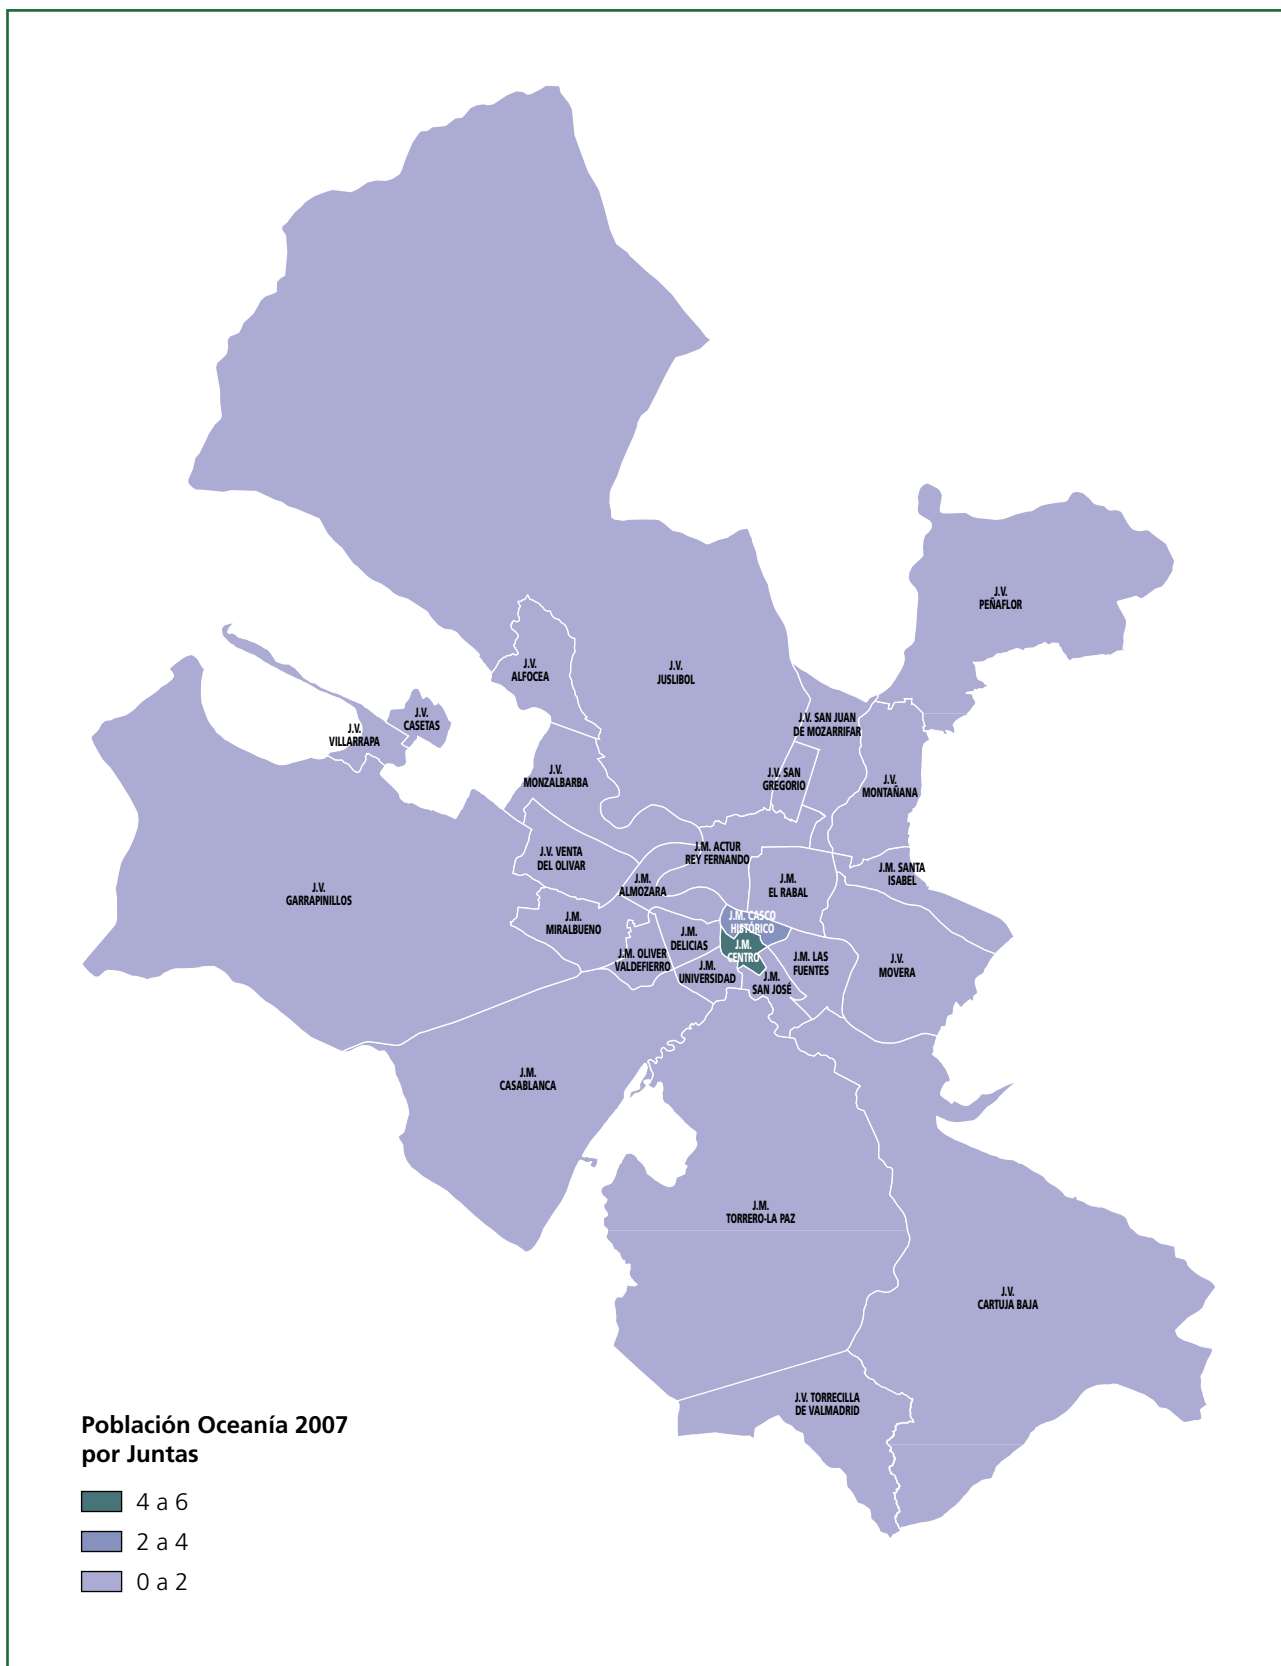 J.V.
PEÑAFLOR
J.V.
ALFOCEA
J.V.
JUSLIBOL
J.V.
CASETAS
J.V.
VILLARRAPA
J.V. SAN JUAN
DE MOZARRIFAR
J.V.
MONZALBARBA
J.V. SAN
GREGORIO
J.V.
MONTAÑANA
J.V. VENTA
DEL OLIVAR
J.M. ACTUR
REY FERNANDO
J.M. SANTA
ISABEL
J.V.
GARRAPINILLOS
J.M.
ALMOZARA
J.M.
EL RABAL
J.M.
MIRALBUENO
J.M. CASCO
HISTÓRICO
J.M.
DELICIAS
J.M.
CENTRO
J.M. OLIVER
VALDEFIERRO
J.M.
UNIVERSIDAD
J.M.
SAN JOSÉ
J.M. LAS
FUENTES
J.V.
MOVERA
J.M.
CASABLANCA
J.M.
TORRERO-LA PAZ
J.V.
CARTUJA BAJA
J.V. TORRECILLA
DE VALMADRID
Población Oceanía 2007
por Juntas
4 a 6
2 a 4
0 a 2